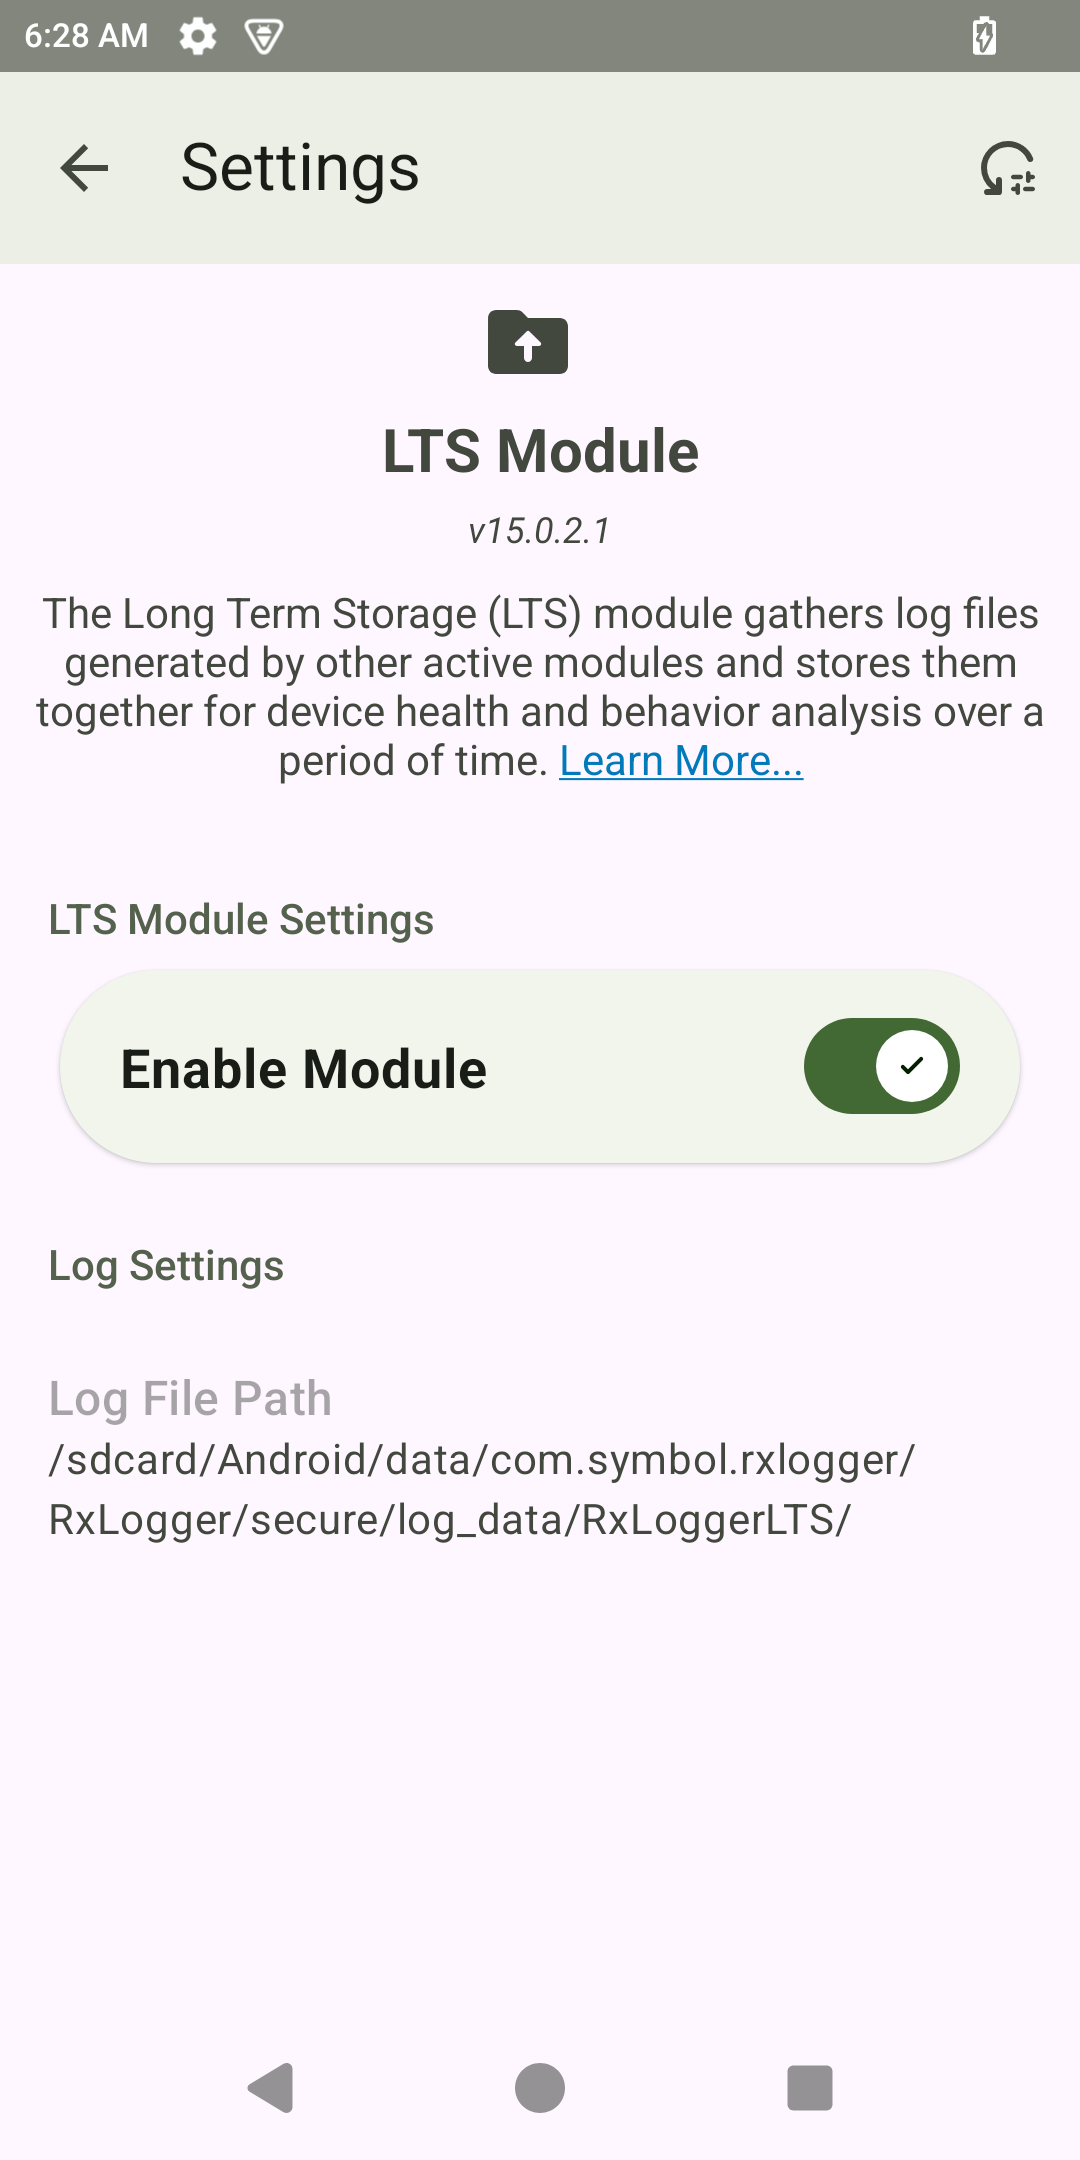 6:28 AM
Settings
LTS Module
v15.0.2.1
The Long Term Storage (LTS) module gathers log files
generated by other active modules and stores them
together for device health and behavior analysis over a
period of time. Learn More...
LTS Module Settings
Enable Module
Log Settings
Log File Path
/sdcard/Android/data/com.symbol.rxlogger/
RxLogger/secure/log_data/RxLoggerLTS/